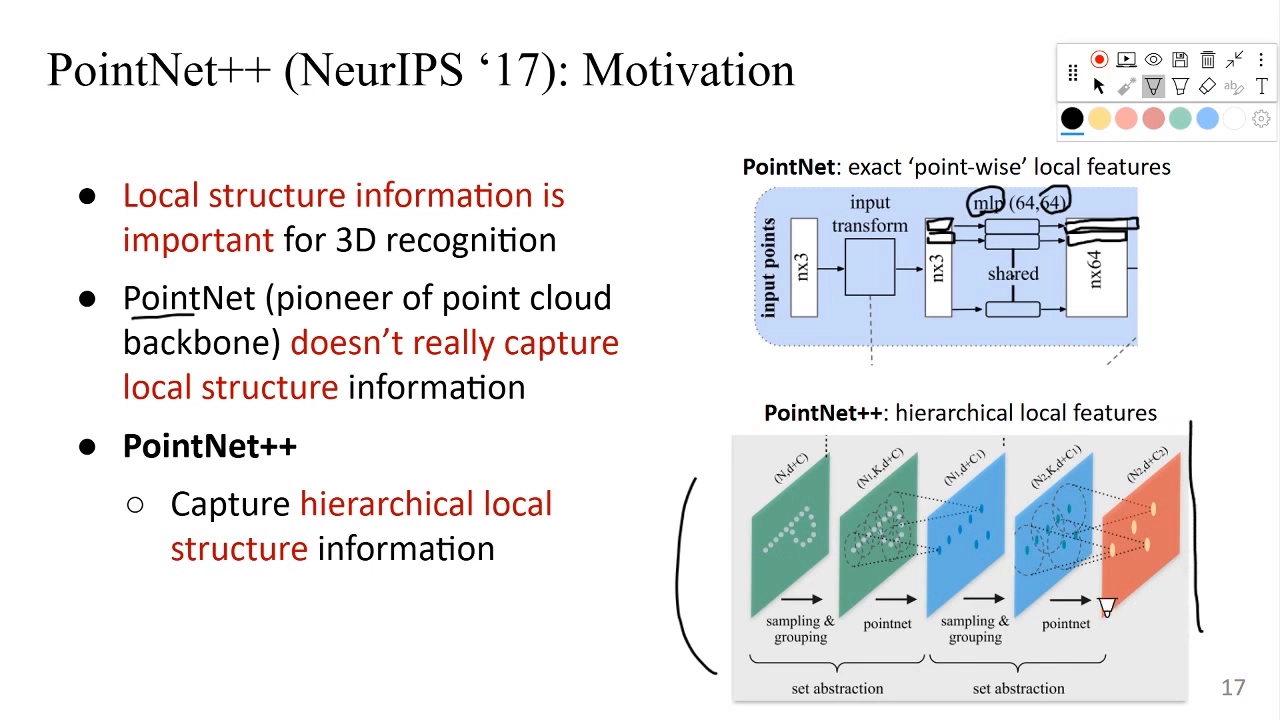 PointNet++ (NeurIPS ‘17): Motivation
● Local structure information is
important for 3D recognition
● PointNet (pioneer of point cloud
backbone) doesn’t really capture
local structure information
● PointNet++
○ Capture hierarchical local
structure information
PointNet: exact ‘point-wise’ local features
input points
nx3
input
transform
nx3
mlp (64,64)
shared
nx64
PointNet++: hierarchical local features
(N,d+C)
(N1,K,d+C)
(N1,d+C1)
(N2,K,d+C1)
(N2,d+C2)
sampling &
grouping
pointnet
sampling &
grouping
pointnet
set abstraction
set abstraction
17
ab
T